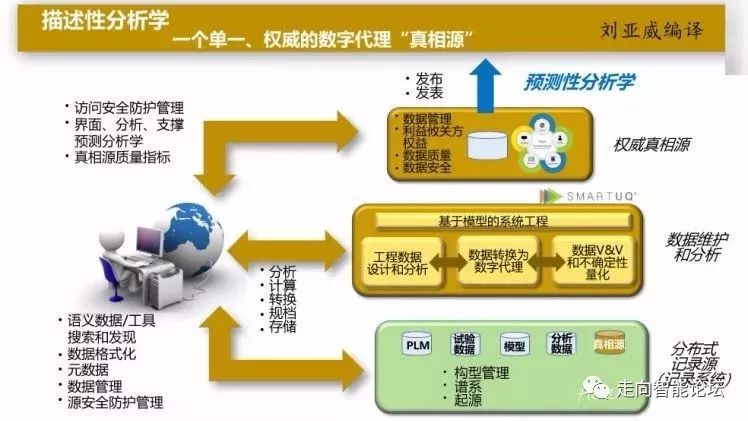 描述性分析学
一个单一、权威的数字代理“真相源”
刘亚威编译
• 发布
• 发表
预测性分析学
• 访问安全防护管理
• 界面、分析、支撑
预测分析学
• 真相源质量指标
• 数据管理
• 利益攸关方
权益
• 数据质量
• 数据安全
权威真相源
SMARTUQ
基于模型的系统工程
工程数据
设计和分析
数据转换为
数字代理
数据V&V
和不确定性
量化
数据维护
和分析
• 分析
• 计算
• 转换
• 规档
• 存储
• 语义数据/工具
搜索和发现
• 数据格式化
• 元数据
• 数据管理
• 源安全防护管理
PLM
试验
数据
模型
分析
数据
真相源
• 构型管理
• 谱系
• 起源
分布式
记录源
(记录系统)
走向智能论坛